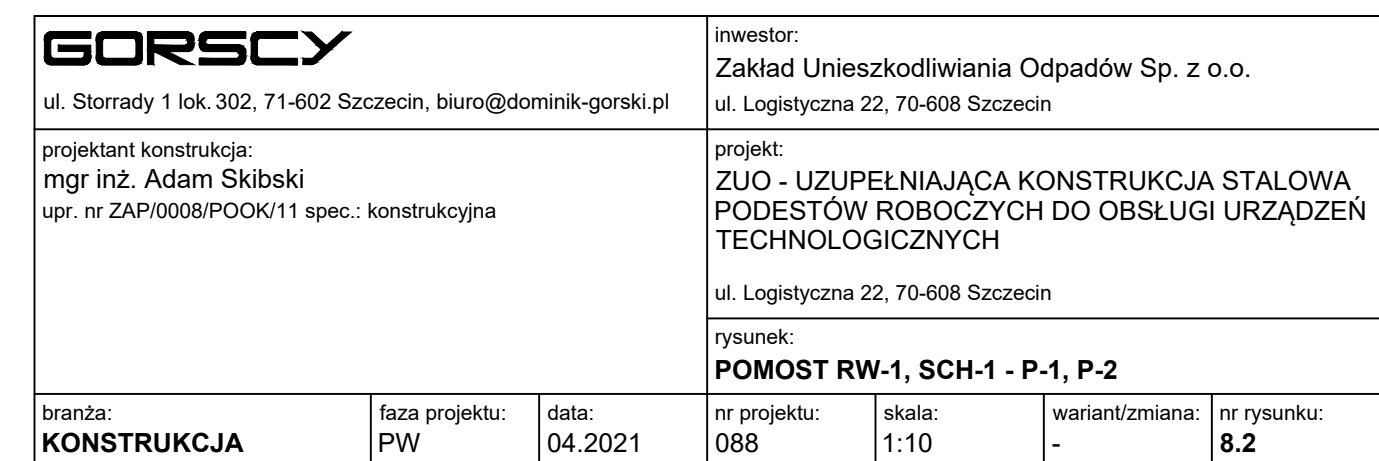 GORSCY
ul. Storrady 1 lok. 302, 71-602 Szczecin, biuro@dominik-gorski.pl
inwestor:
Zakład Unieszkodliwiania Odpadów Sp. z o.o.
ul. Logistyczna 22, 70-608 Szczecin
projektant konstrukcja:
mgr inż. Adam Skibski
upr. nr ZAP/0008/POOK/11 spec.: konstrukcyjna
projekt:
ZUO - UZUPEŁNIAJĄCA KONSTRUKCJA STALOWA
PODESTÓW ROBOCZYCH DO OBSŁUGI URZĄDZEŃ
TECHNOLOGICZNYCH
ul. Logistyczna 22, 70-608 Szczecin
rysunek:
POMOST RW-1, SCH-1 - P-1, P-2
branża:
KONSTRUKCJA
faza projektu:
PW
data:
04.2021
nr projektu:
088
skala:
1:10
wariant/zmiana:
-
nr rysunku:
8.2